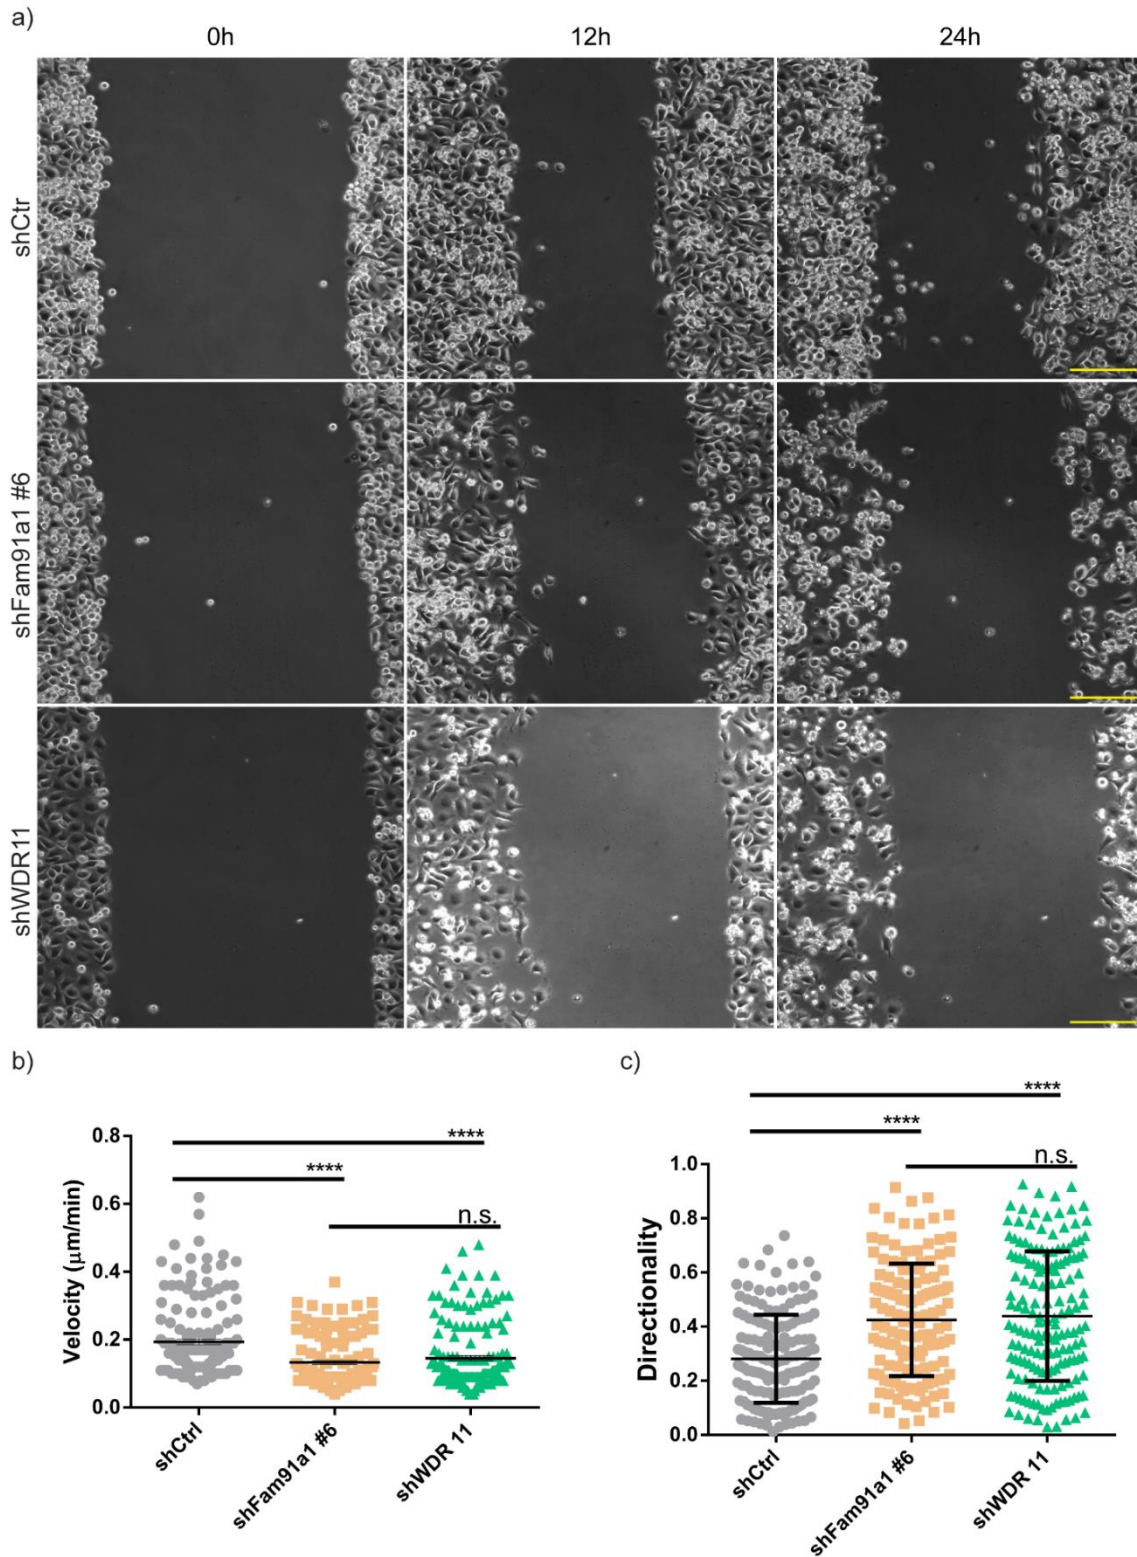 a)
0h
12h
24h
shCtr
shFam91a1 #6
shWDR11
b)
****
****
n.s.
Velocity (µm/min)
0.8
0.6
0.4
0.2
0.0
shCtrl
shFam91a1 #6
shWDR 11
c)
****
****
n.s.
Directionality
1.0
0.8
0.6
0.4
0.2
0.0
shCtrl
shFam91a1 #6
shWDR 11